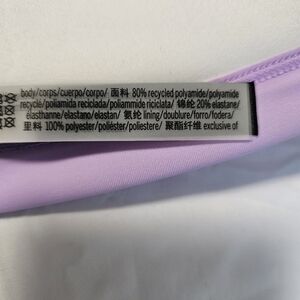 body/corps/cuerpo/corpo/ 面料 80% recycled polyamide/polyamide
recyclé/poliamida reciclada/poliammide riciclata/ 锦纶 20% elastane/
élasthanne/elastano/elastan/ 氨纶 lining/doublure/forro/fodera/
里料 100% polyester/poliéster/poliestere/ 聚酯纤维 exclusive of